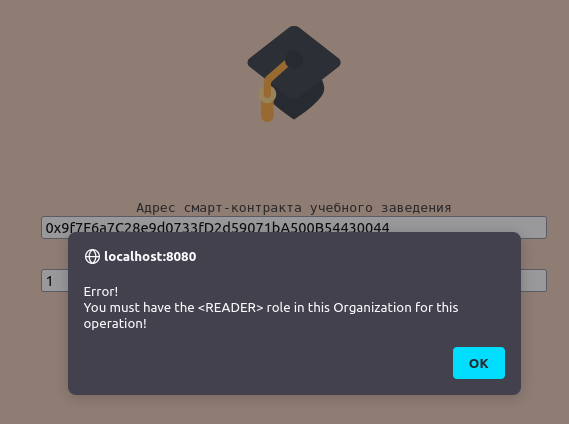 Адрес смарт-контракта учебного заведения
0x9f7E6a7C28e9d0733fD2d59071bA500B54430044
localhost:8080
1
Error!
You must have the <READER> role in this Organization for this
operation!
OK